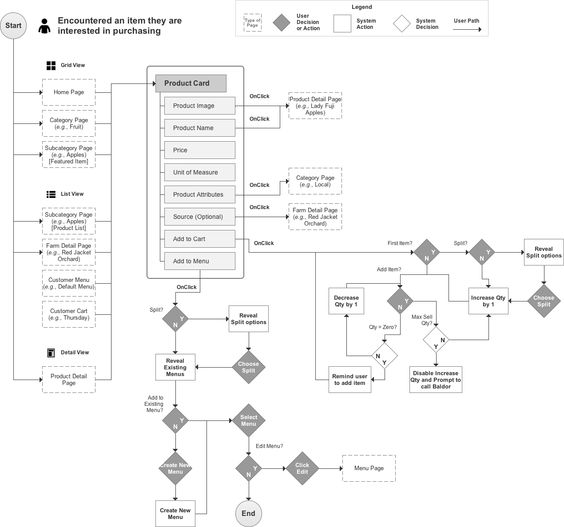 Start
Encountered an item they are
interested in purchasing
Legend
Type of
Page
User
Decision
or Action
System
Action
System
Decision
User Path
Grid View
Home Page
Category Page
(e.g., Fruit)
Subcategory Page
(e.g., Apples)
[Featured Item]
List View
Subcategory Page
(e.g., Apples)
[Product List]
Farm Detail Page
(e.g., Red Jacket
Orchard)
Customer Menu
(e.g., Default Menu)
Customer Cart
(e.g., Thursday)
Detail View
Product Detail
Page
Product Card
Product Image
Product Name
Price
Unit of Measure
Product Attributes
Source (Optional)
Add to Cart
Add to Menu
OnClick
Product Detail Page
(e.g., Lady Fuji
Apples)
OnClick
OnClick
Category Page
(e.g., Local)
OnClick
Farm Detail Page
(e.g., Red Jacket
Orchard)
OnClick
First Item?
Y
N
Split?
Y
N
Reveal
Split options
Choose
Split
Add Item?
Y
N
Increase Qty
by 1
Decrease
Qty by 1
Qty = Zero?
Y
N
Max Sell
Qty?
N
Y
Remind user
to add item
Disable Increase
Qty and Prompt to
call Baldor
OnClick
Split?
Y
N
Reveal
Split options
Choose
Split
Reveal
Existing
Menus
Add to
Existing
Menu?
Y
N
Select
Menu
Create New
Menu
Create New
Menu
Edit Menu?
Y
N
Click
Edit
Menu Page
End